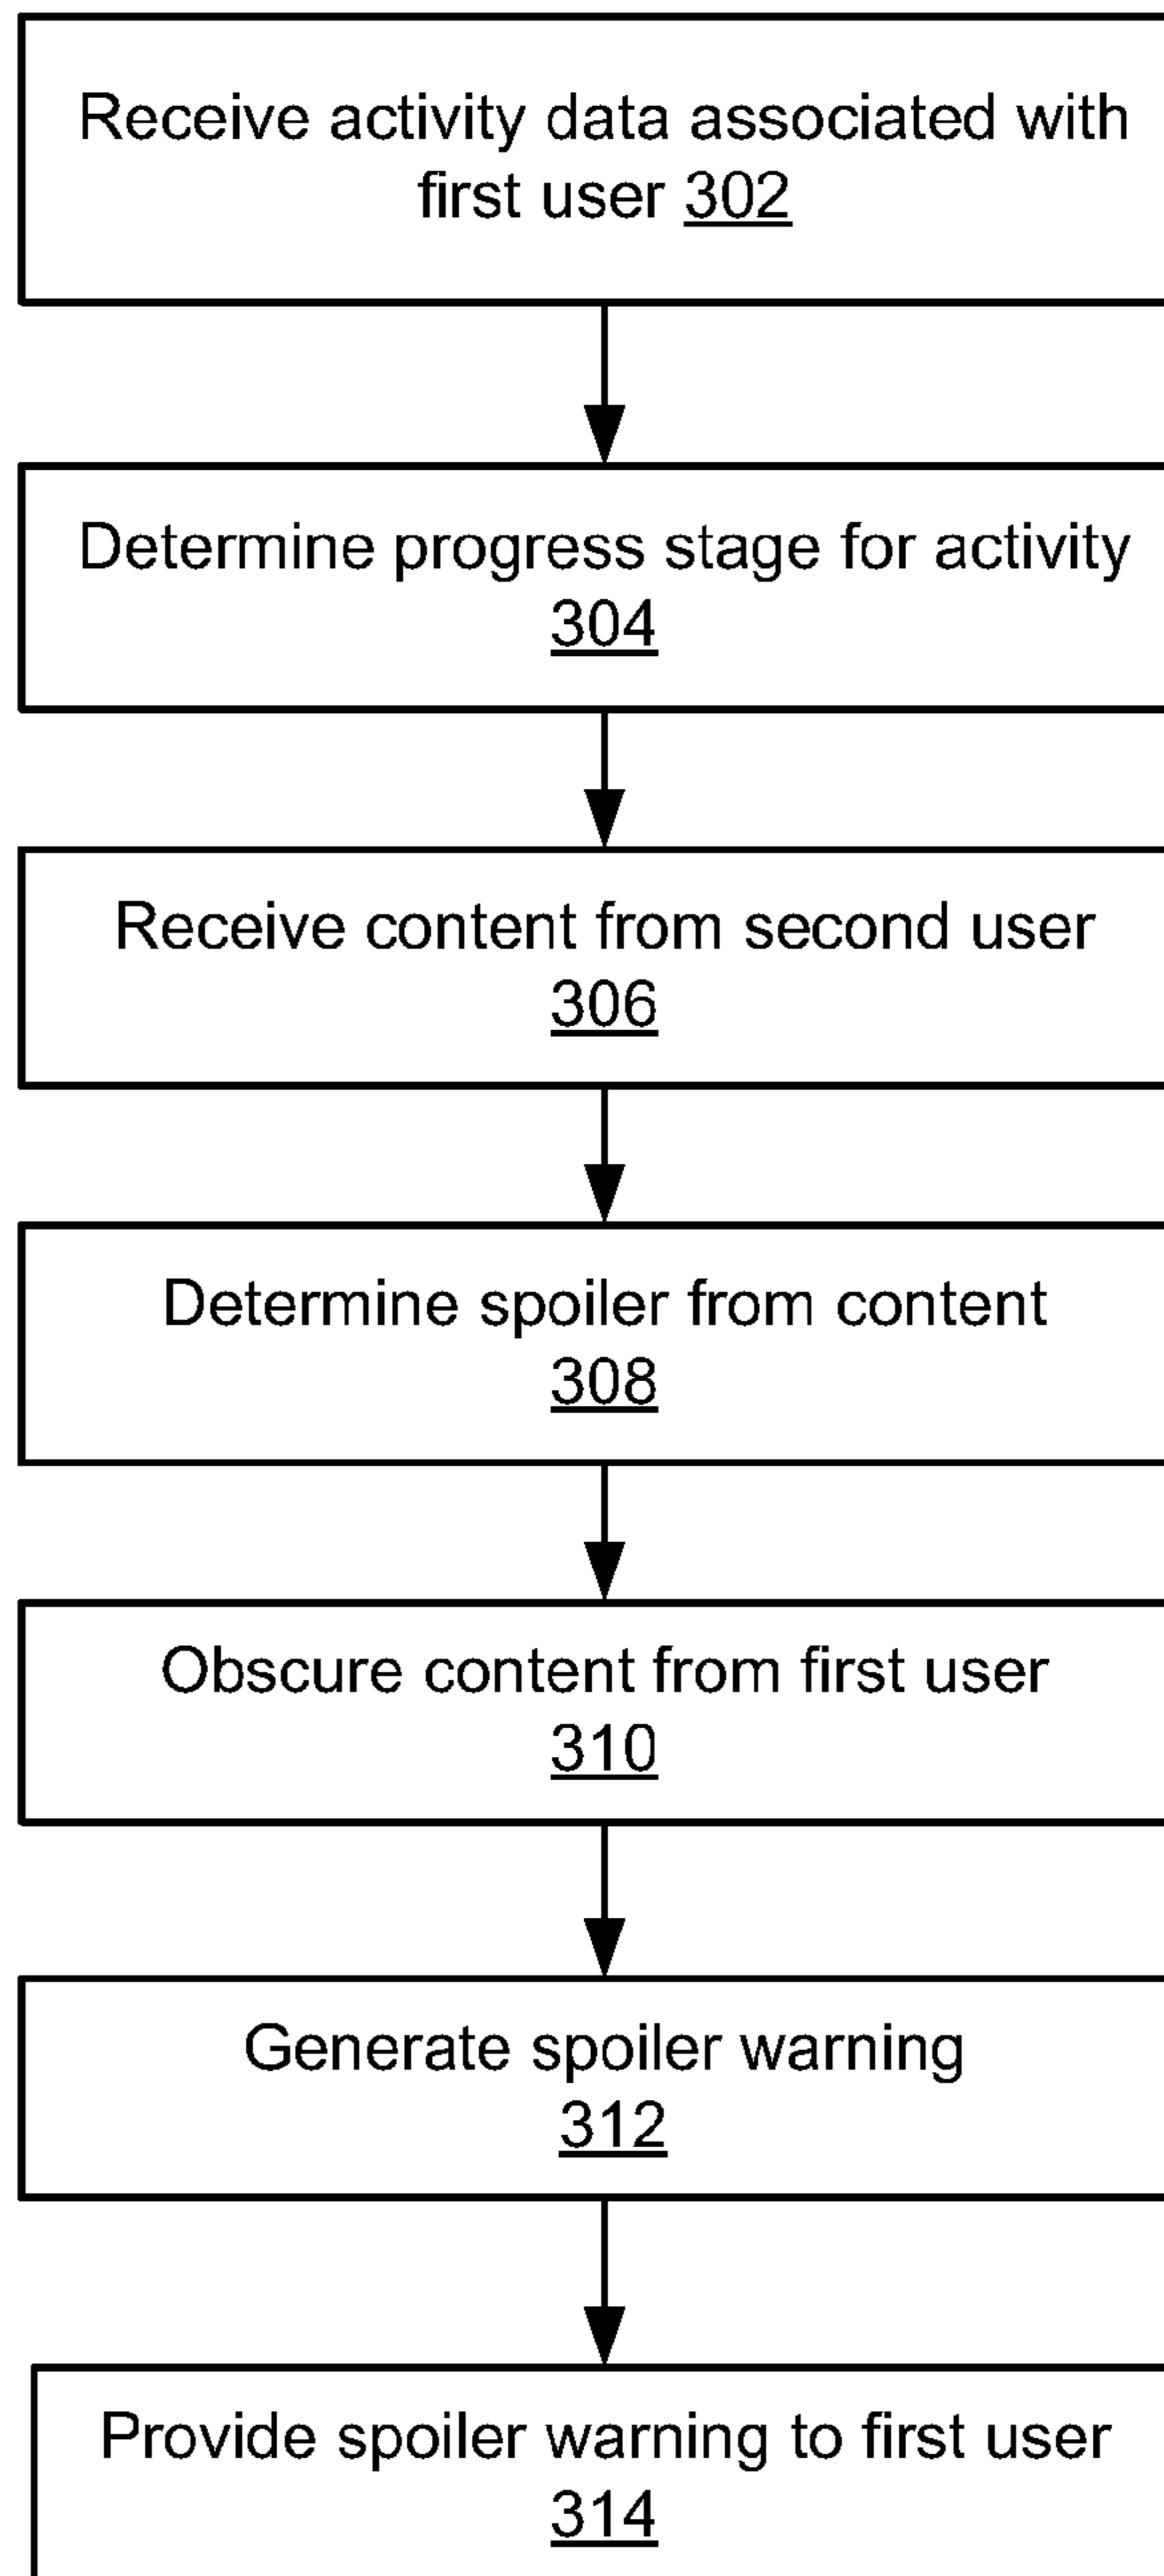 Receive activity data associated with
first user 302
Determine progress stage for activity
304
Receive content from second user
306
Determine spoiler from content
308
Obscure content from first user
310
Generate spoiler warning
312
Provide spoiler warning to first user
314